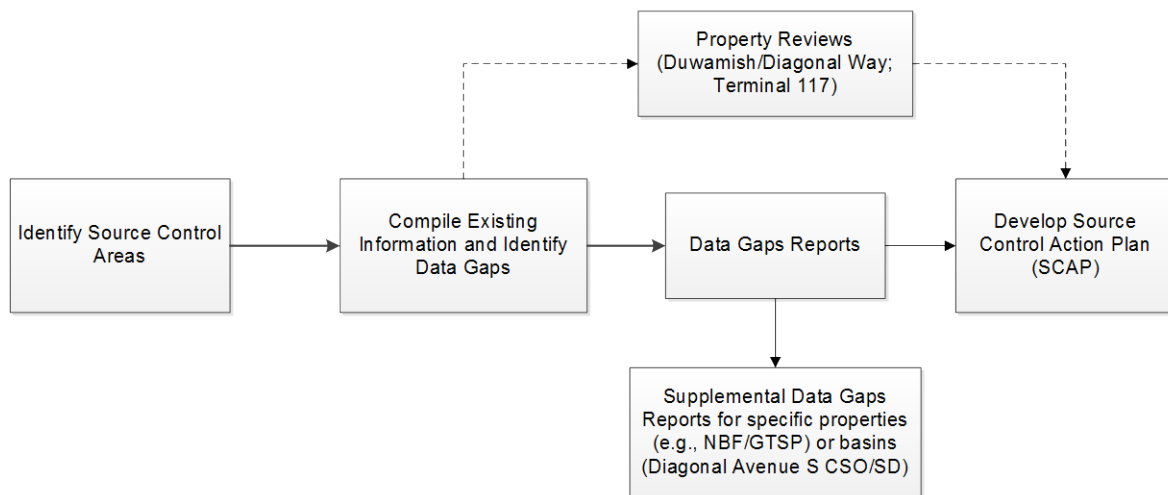 Property Reviews
(Duwamish/Diagonal Way;
Terminal 117)
Identify Source Control
Areas
Compile Existing
Information and Identify
Data Gaps
Data Gaps Reports
Develop Source
Control Action Plan
(SCAP)
Supplemental Data Gaps
Reports for specific properties
(e.g., NBF/GTSP) or basins
(Diagonal Avenue S CSO/SD)